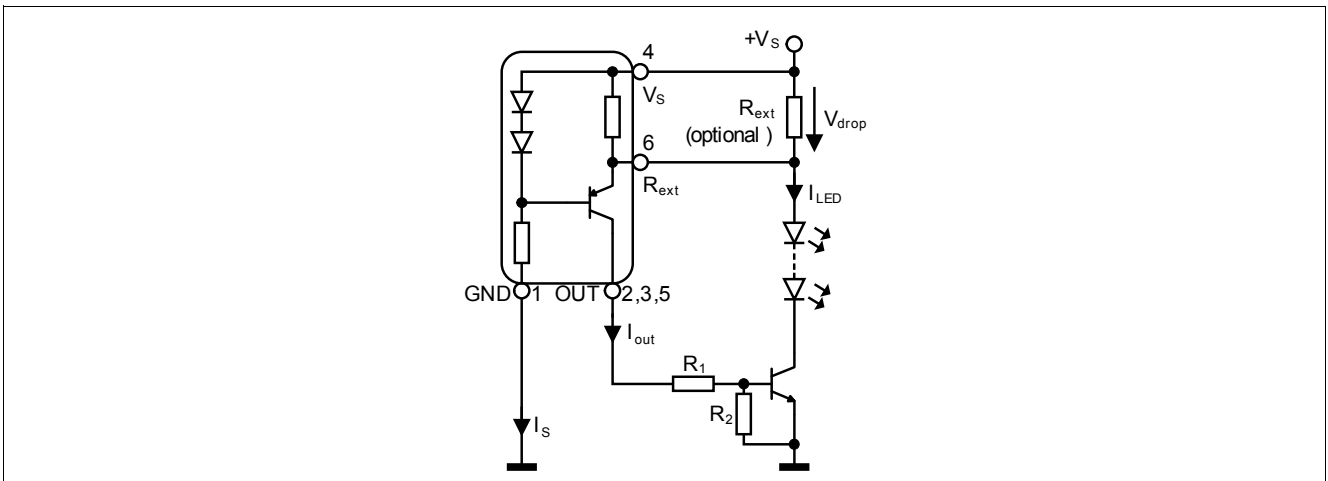 +VS
4
VS
Rext
(optional )
Vdrop
6
Rext
ILED
GND 1 OUT 2,3,5
Iout
R1
R2
IS